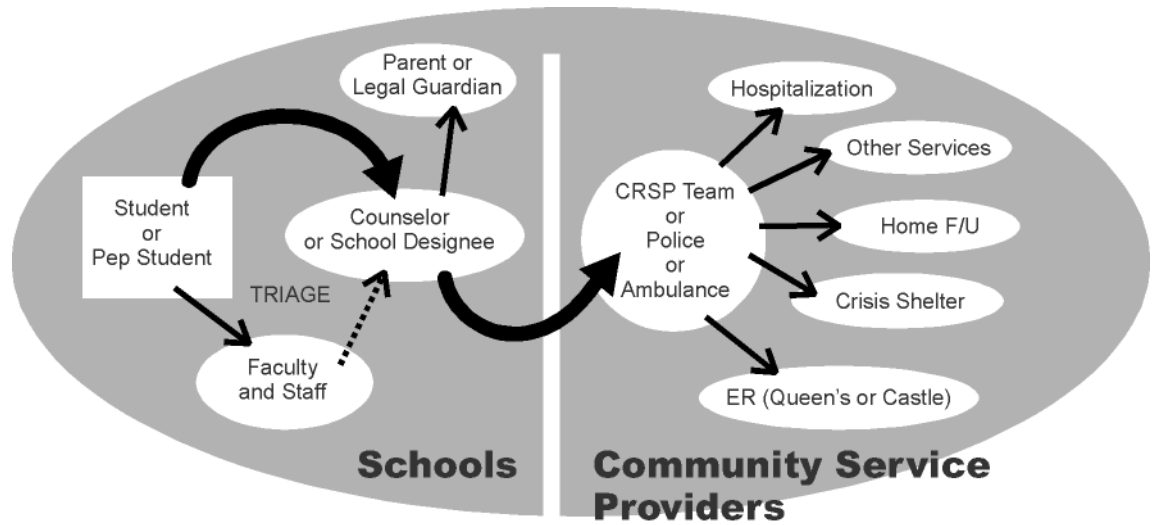 Parent or
Legal Guardian
Student
or
Pep Student
Counselor
or School Designee
TRIAGE
Faculty
and Staff
Schools
Hospitalization
Other Services
CRSP Team
or
Police
or
Ambulance
Home F/U
Crisis Shelter
ER (Queen's or Castle)
Community Service
Providers